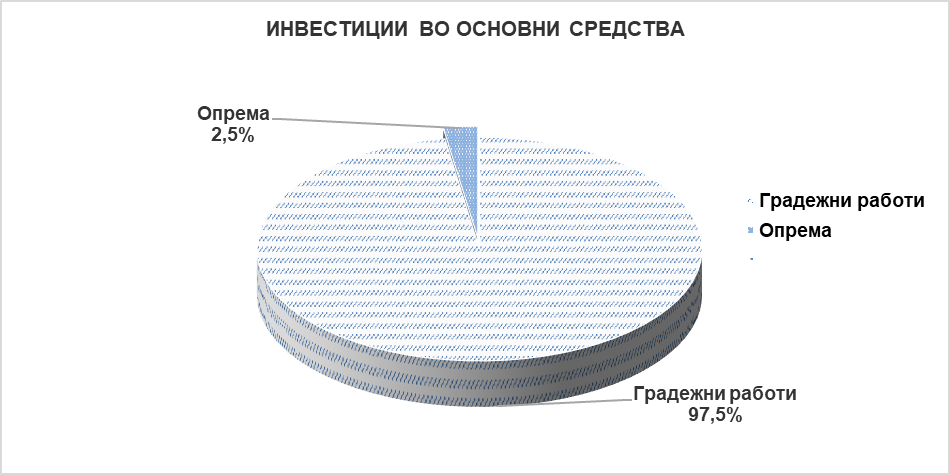 ИНВЕСТИЦИИ ВО ОСНОВНИ СРЕДСТВА
Опрема
2,5%
Градежни работи
Опрема
Градежни работи
97,5%